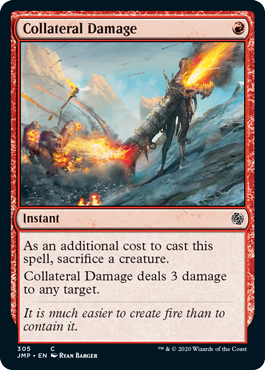 Collateral Damage
Instant
As an additional cost to cast this
spell, sacrifice a creature.
Collateral Damage deals 3 damage
to any target.
It is much easier to create fire than to
contain it.
305 C
JMP • EN Ryan Barger
™ & © 2020 Wizards of the Coast